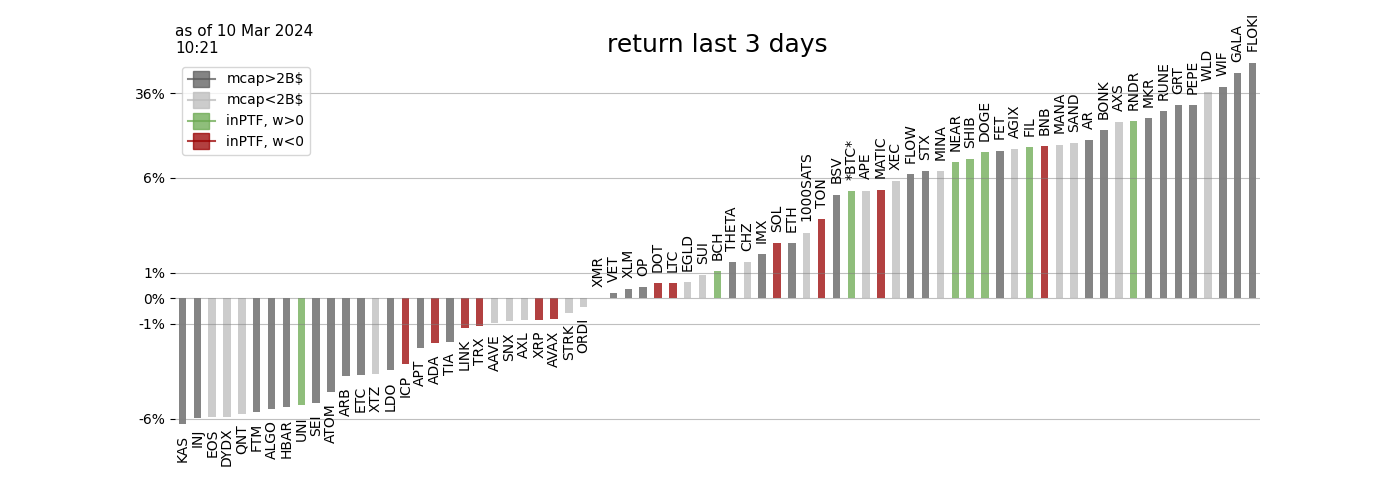 as of 10 Mar 2024
10:21
return last 3 days
mcap>2B$
mcap<2B$
inPTF, w>0
inPTF, w<0
36%
6%
1%
0%
-1%
-6%
KAS
INJ
EOS
DYDX
QNT
FTM
ALGO
HBAR
UNI
SEI
ATOM
ARB
ETC
XTZ
LDO
ICP
APT
ADA
TIA
LINK
TRX
AAVE
SNX
AXL
XRP
AVAX
STRK
ORDI
XMR
VET
XLM
OP
DOT
LTC
EGLD
SUI
BCH
THETA
CHZ
IMX
SOL
ETH
1000SATS
TON
BSV
*BTC*
APE
MATIC
XEC
FLOW
STX
MINA
NEAR
SHIB
DOGE
FET
AGIX
FIL
BNB
MANA
SAND
AR
BONK
AXS
RNDR
MKR
RUNE
GRT
PEPE
WLD
WIF
GALA
FLOKI